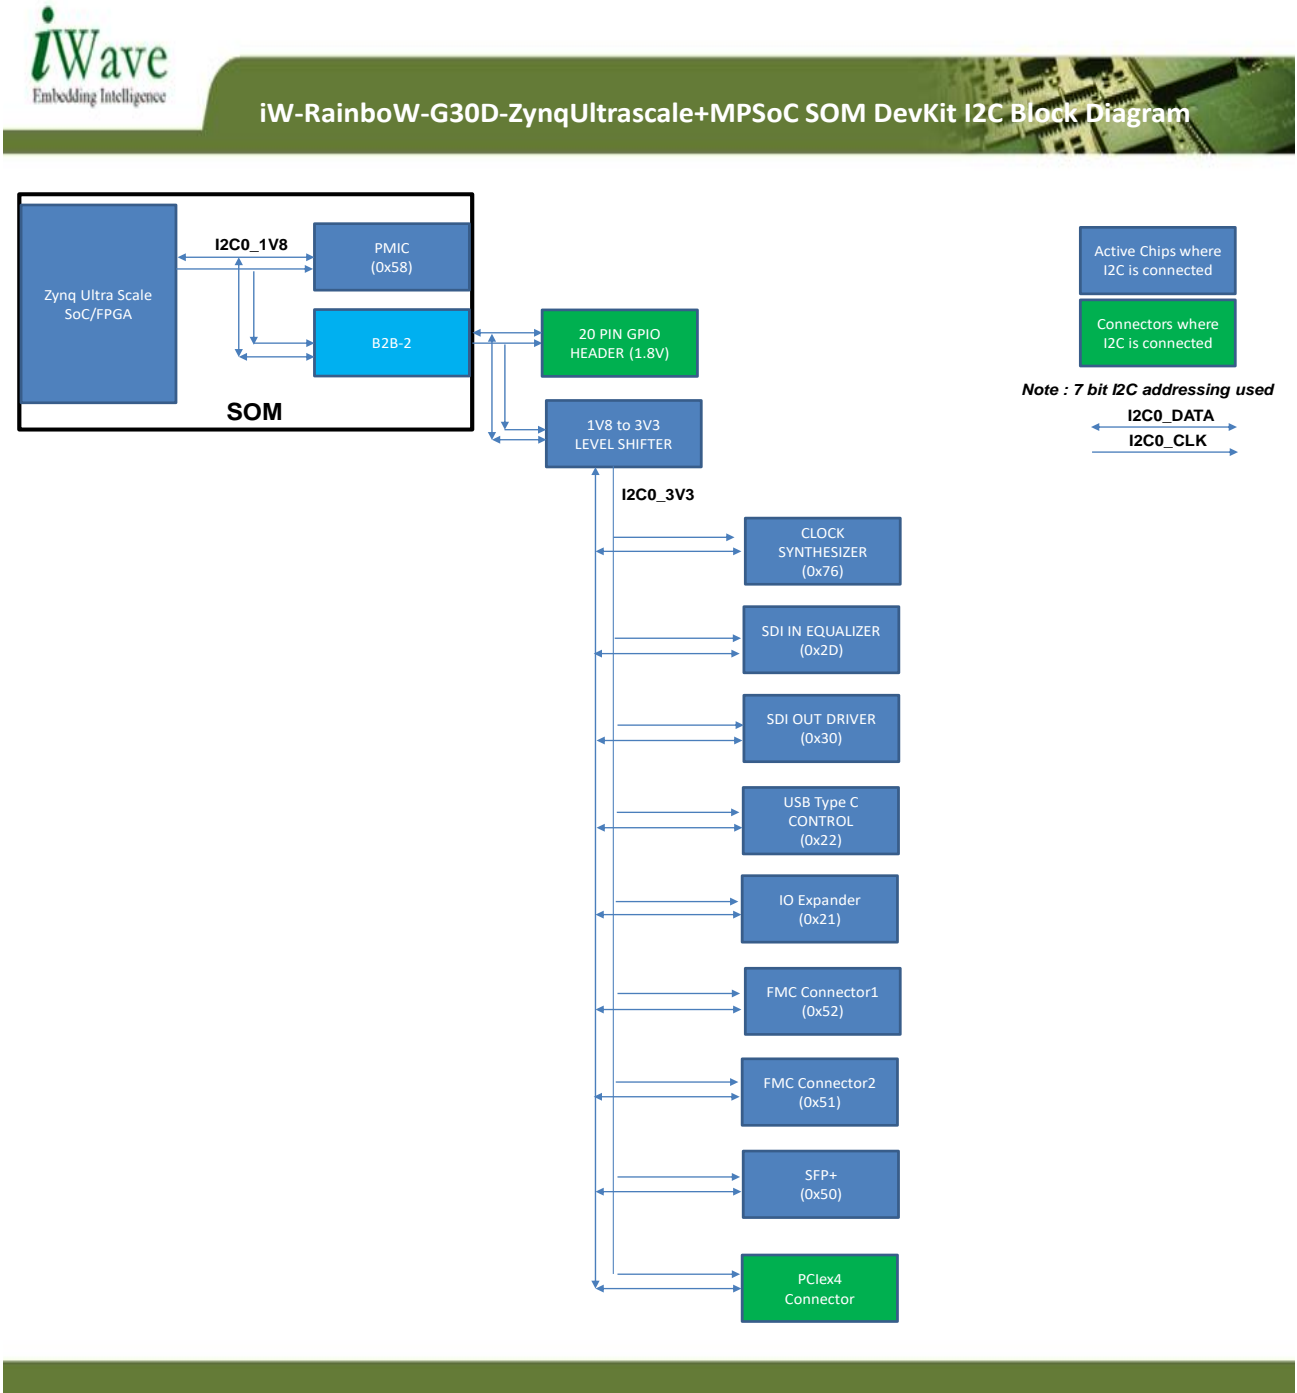 iWave
Embedding Intelligence
iW-RainboW-G30D-ZynqUltrascale+MPSoC SOM DevKit I2C Block Diagram
Zynq Ultra Scale
SoC/FPGA
I2C0_1V8
PMIC
(0x58)
B2B-2
SOM
20 PIN GPIO
HEADER (1.8V)
1V8 to 3V3
LEVEL SHIFTER
I2C0_3V3
CLOCK
SYNTHESIZER
(0x76)
SDI IN EQUALIZER
(0x2D)
SDI OUT DRIVER
(0x30)
USB Type C
CONTROL
(0x22)
IO Expander
(0x21)
FMC Connector1
(0x52)
FMC Connector2
(0x51)
SFP+
(0x50)
PCIex4
Connector
Active Chips where
I2C is connected
Connectors where
I2C is connected
Note : 7 bit I2C addressing used
I2C0_DATA
I2C0_CLK